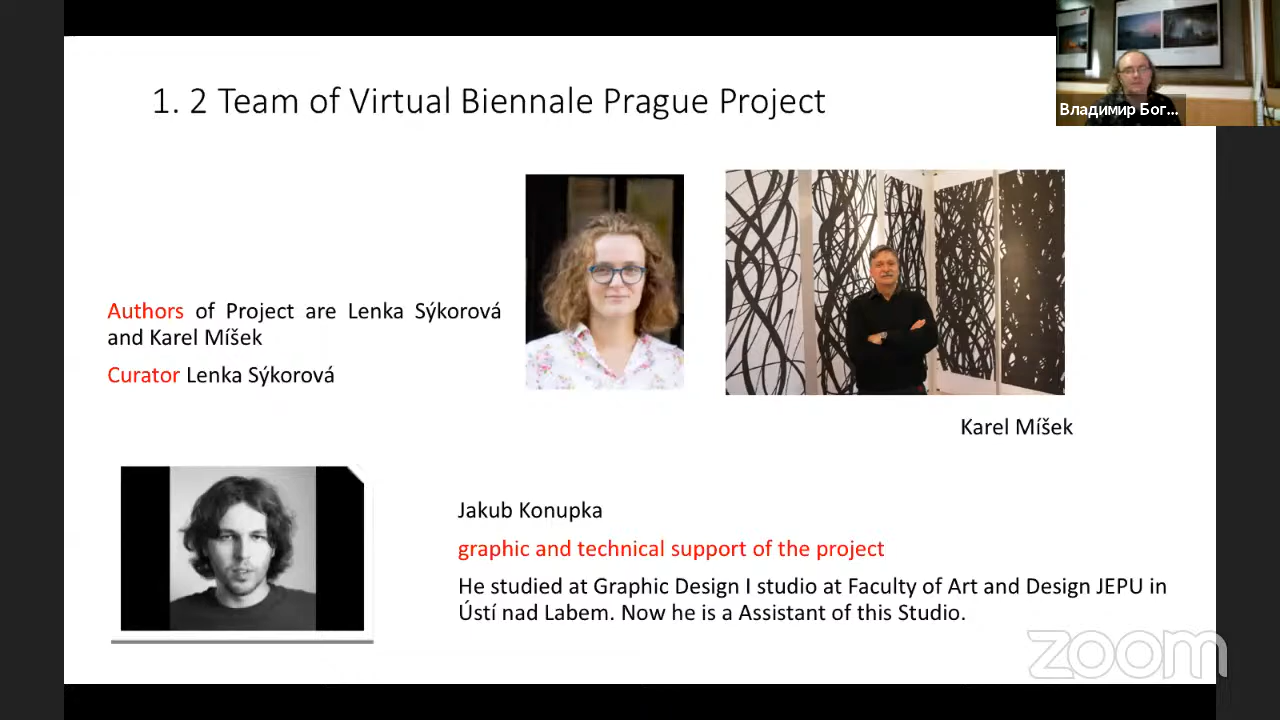 1. 2 Team of Virtual Biennale Prague Project
Владимир Бог...
Authors of Project are Lenka Sýkorová
and Karel Míšek
Curator Lenka Sýkorová
Karel Míšek
Jakub Konupka
graphic and technical support of the project
He studied at Graphic Design I studio at Faculty of Art and Design JEPU in
Ústí nad Labem. Now he is a Assistant of this Studio.
zoom